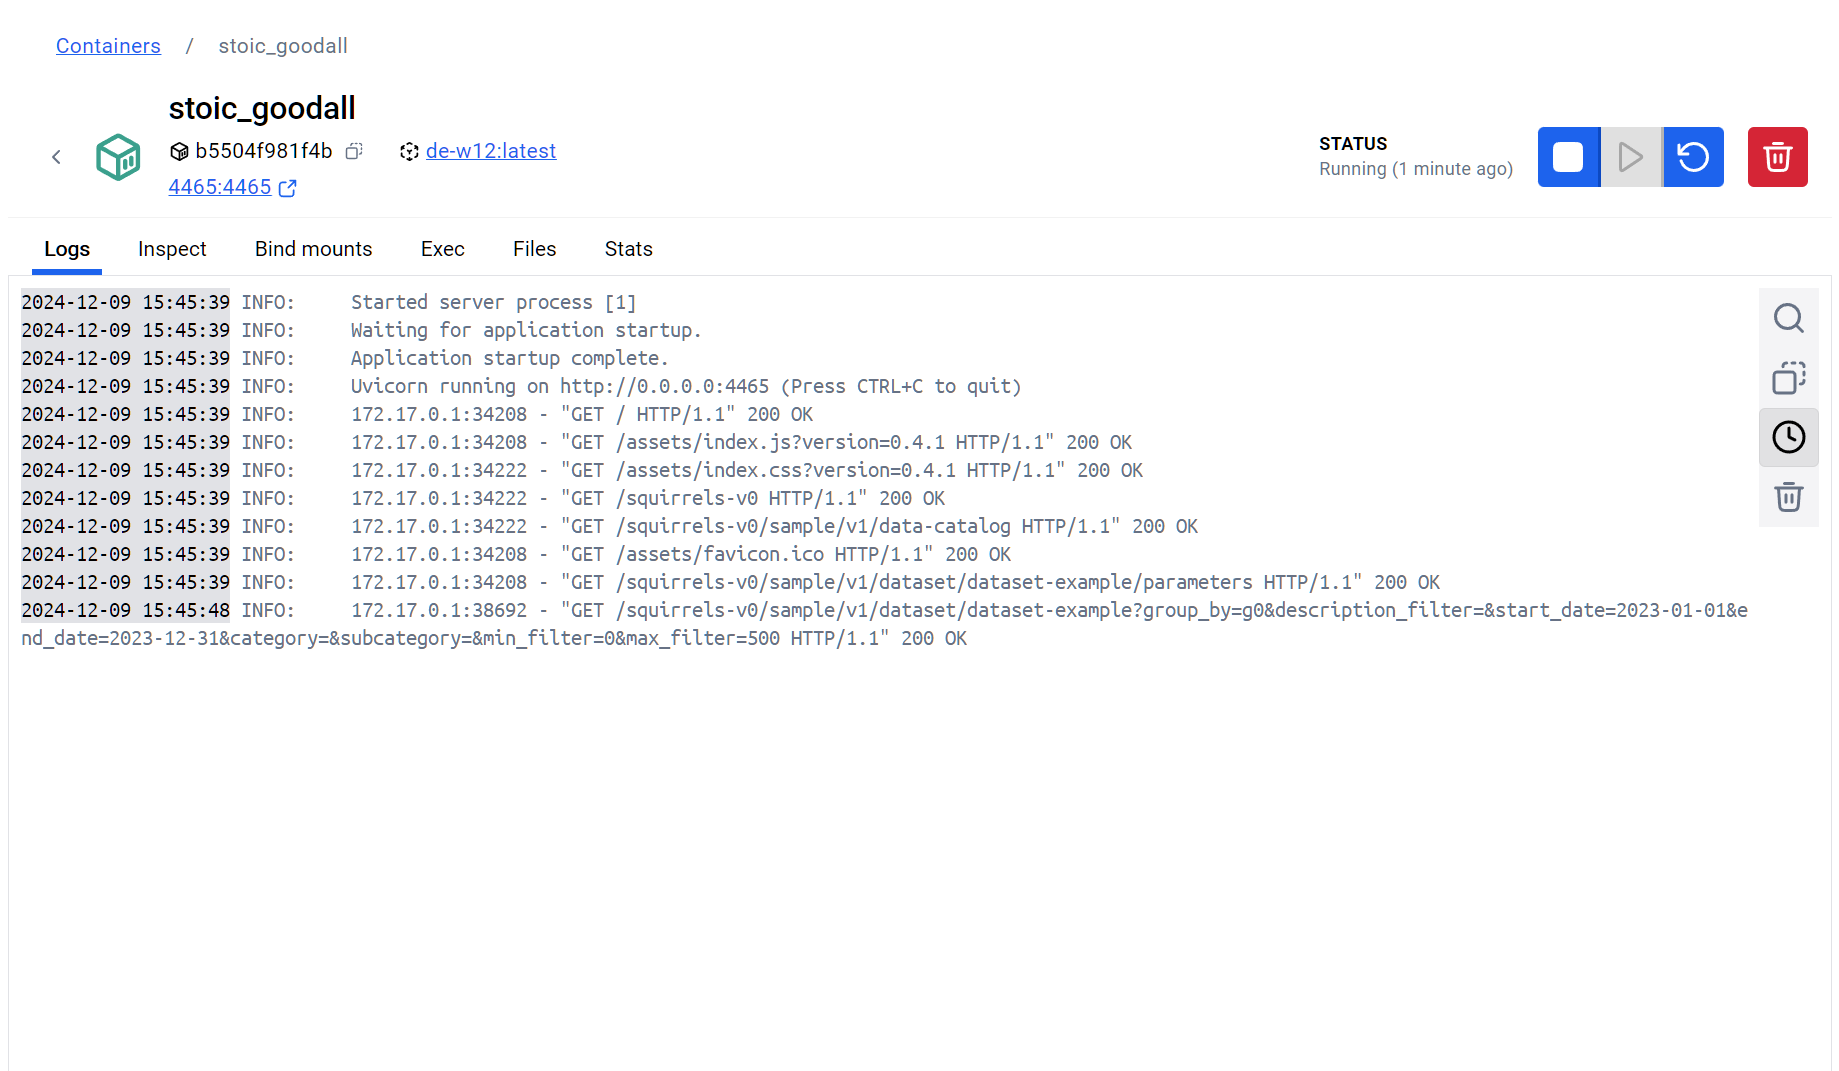 Containers / stoic_goodall
stoic_goodall
b5504f981f4b de-w12:latest
4465:4465
STATUS
Running (1 minute ago)
Logs Inspect Bind mounts Exec Files Stats
2024-12-09 15:45:39 INFO:     Started server process [1]
2024-12-09 15:45:39 INFO:     Waiting for application startup.
2024-12-09 15:45:39 INFO:     Application startup complete.
2024-12-09 15:45:39 INFO:     Uvicorn running on http://0.0.0.0:4465 (Press CTRL+C to quit)
2024-12-09 15:45:39 INFO:     172.17.0.1:34208 - "GET / HTTP/1.1" 200 OK
2024-12-09 15:45:39 INFO:     172.17.0.1:34208 - "GET /assets/index.js?version=0.4.1 HTTP/1.1" 200 OK
2024-12-09 15:45:39 INFO:     172.17.0.1:34222 - "GET /assets/index.css?version=0.4.1 HTTP/1.1" 200 OK
2024-12-09 15:45:39 INFO:     172.17.0.1:34222 - "GET /squirrels-v0 HTTP/1.1" 200 OK
2024-12-09 15:45:39 INFO:     172.17.0.1:34222 - "GET /squirrels-v0/sample/v1/data-catalog HTTP/1.1" 200 OK
2024-12-09 15:45:39 INFO:     172.17.0.1:34208 - "GET /assets/favicon.ico HTTP/1.1" 200 OK
2024-12-09 15:45:39 INFO:     172.17.0.1:34208 - "GET /squirrels-v0/sample/v1/dataset/dataset-example/parameters HTTP/1.1" 200 OK
2024-12-09 15:45:48 INFO:     172.17.0.1:38692 - "GET /squirrels-v0/sample/v1/dataset/dataset-example?group_by=g0&description_filter=&start_date=2023-01-01&e
nd_date=2023-12-31&category=&subcategory=&min_filter=0&max_filter=500 HTTP/1.1" 200 OK